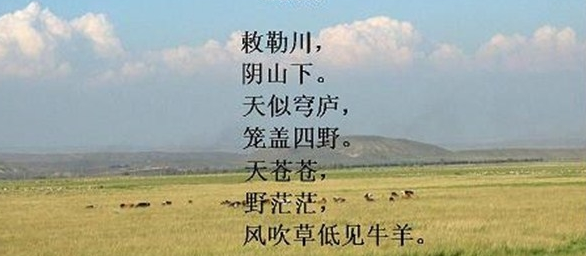 敕勒川，
阴山下。
天似穹庐，
笼盖四野。
天苍苍，
野茫茫，
风吹草低见牛羊。